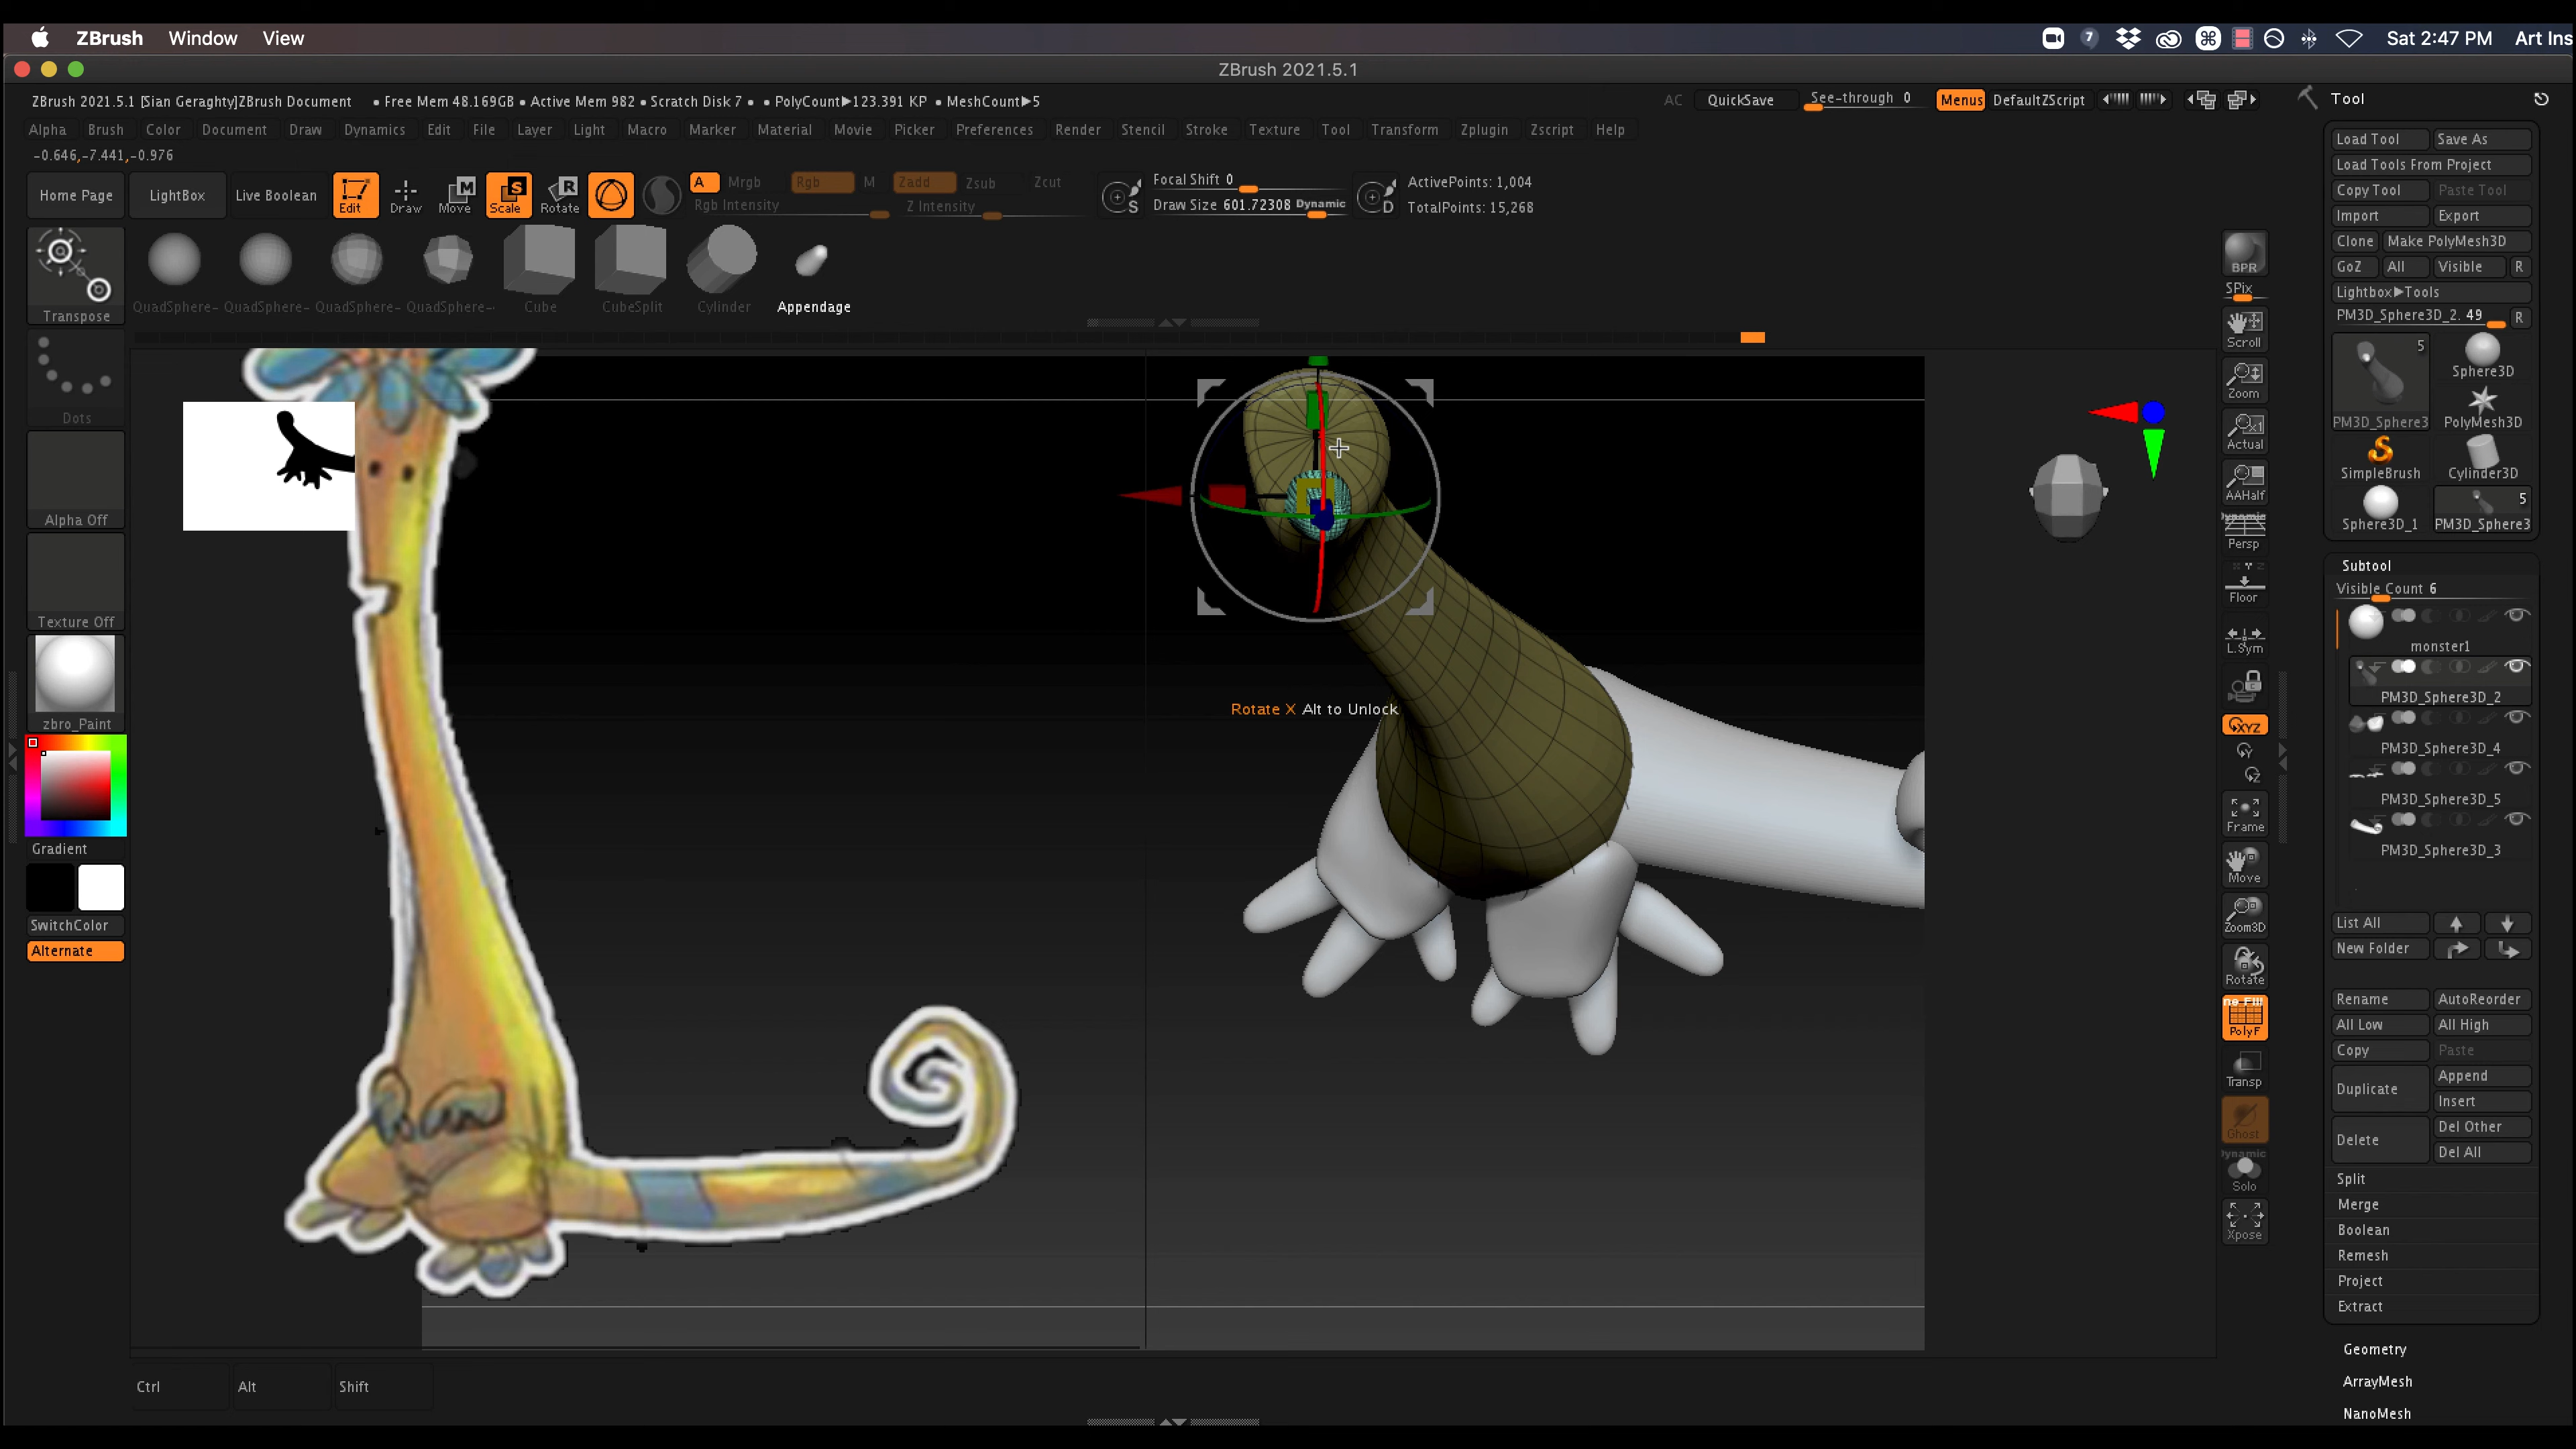 ZBrush Window View
7 Sat 2:47 PM Art Ins
ZBrush 2021.5.1
ZBrush 2021.5.1 [Sian Geraghty]ZBrush Document • Free Mem 48.169GB • Active Mem 982 • Scratch Disk 7 • • PolyCount▶123.391 KP • MeshCount▶5
AC QuickSave See-through 0 Menus DefaultZScript
Tool
Alpha Brush Color Document Draw Dynamics Edit File Layer Light Macro Marker Material Movie Picker Preferences Render Stencil Stroke Texture Tool Transform Zplugin Zscript Help
-0.646,-7.441,-0.976
Home Page LightBox Live Boolean Edit Draw Move Scale Rotate
A Mrgb Rgb M Zadd Zsub Zcut
Rgb Intensity Z Intensity
S Focal Shift 0
Draw Size 601.72308 Dynamic
D ActivePoints: 1,004
TotalPoints: 15,268
Transpose
QuadSphere- QuadSphere- QuadSphere- QuadSphere- Cube CubeSplit Cylinder Appendage
Dots
Alpha Off
Texture Off
zbro_Paint
Gradient
SwitchColor
Alternate
Rotate X Alt to Unlock
Ctrl Alt Shift
BPR
SPix
Scroll
Zoom
Actual
AAHalf
Dynamic
Persp
Floor
L.Sym
XYZ
Y
Z
Frame
Move
Zoom3D
Rotate
ne Fill
PolyF
Transp
Ghost
Dynamic
Solo
Xpose
Load Tool Save As
Load Tools From Project
Copy Tool Paste Tool
Import Export
Clone Make PolyMesh3D
GoZ All Visible R
Lightbox▶Tools
PM3D_Sphere3D_2. 49 R
5
PM3D_Sphere3 Sphere3D
PolyMesh3D
SimpleBrush Cylinder3D
5
Sphere3D_1 PM3D_Sphere3
Subtool
Visible Count 6
monster1
PM3D_Sphere3D_2
PM3D_Sphere3D_4
PM3D_Sphere3D_5
PM3D_Sphere3D_3
List All
New Folder
Rename AutoReorder
All Low All High
Copy Paste
Duplicate Append
Insert
Delete Del Other
Del All
Split
Merge
Boolean
Remesh
Project
Extract
Geometry
ArrayMesh
NanoMesh